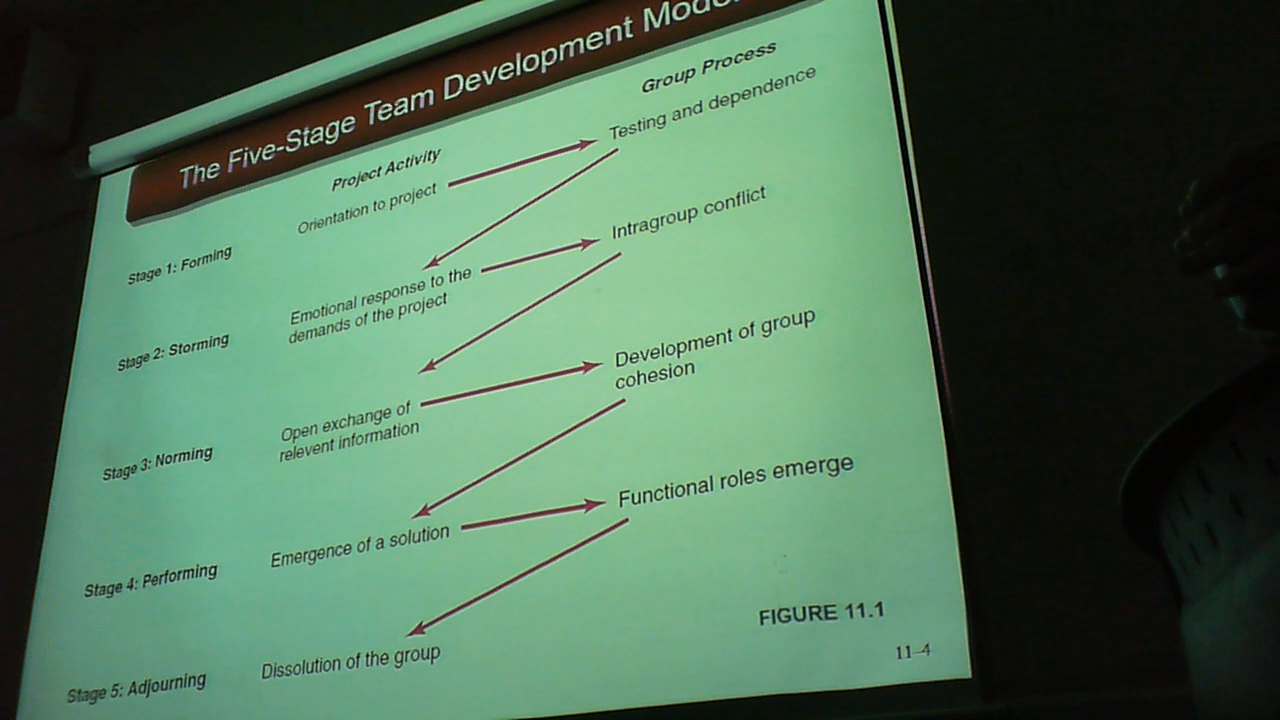 The Five-Stage Team Development Model
Project Activity
Group Process
Stage 1: Forming
Orientation to project
Testing and dependence
Stage 2: Storming
Emotional response to the
demands of the project
Intragroup conflict
Stage 3: Norming
Open exchange of
relevent information
Development of group
cohesion
Stage 4: Performing
Emergence of a solution
Functional roles emerge
Stage 5: Adjourning
Dissolution of the group
FIGURE 11.1
11–4